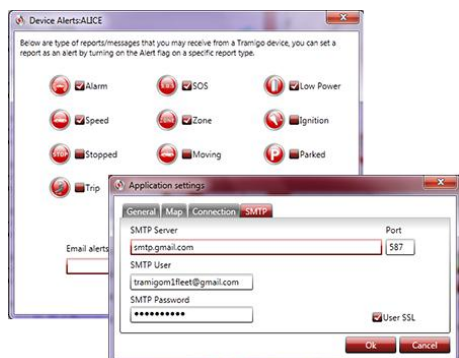 Device Alerts:ALICE
Below are type of reports/messages that you may receive from a Tramigo device, you can set a
report as an alert by turning on the Alert flag on a specific report type.
Alarm
SOS
Low Power
Speed
Zone
Ignition
Stopped
Moving
Parked
Trip
Email alerts
Application settings
General Map Connection SMTP
SMTP Server
Port
smtp.gmail.com
587
SMTP User
tramigom1fleet@gmail.com
SMTP Password
••••••••••
User SSL
Ok
Cancel